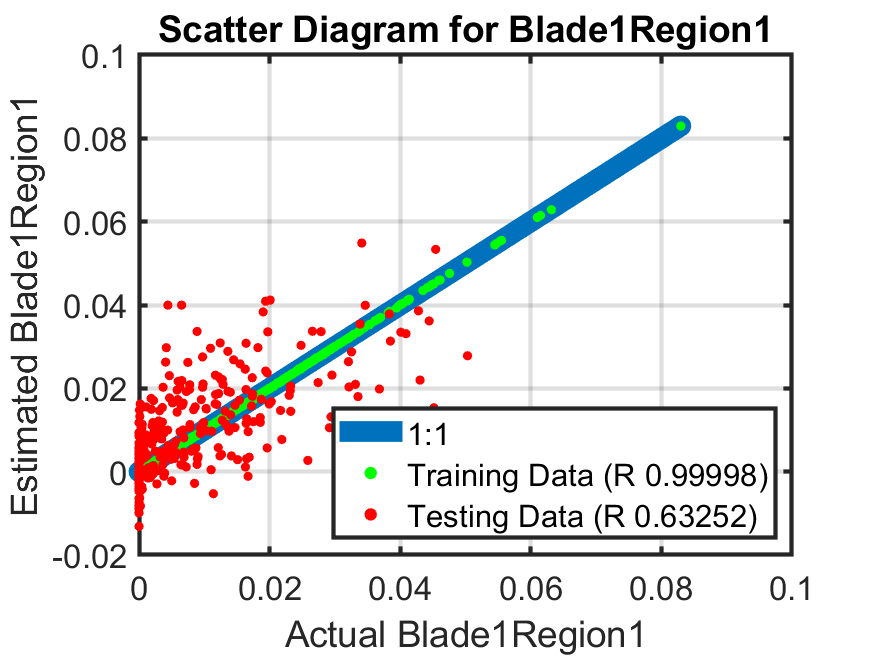 Scatter Diagram for Blade1Region1
0.1
0.08
0.06
0.04
0.02
0
-0.02
Estimated Blade1Region1
1:1
Training Data (R 0.99998)
Testing Data (R 0.63252)
0 0.02 0.04 0.06 0.08 0.1
Actual Blade1Region1